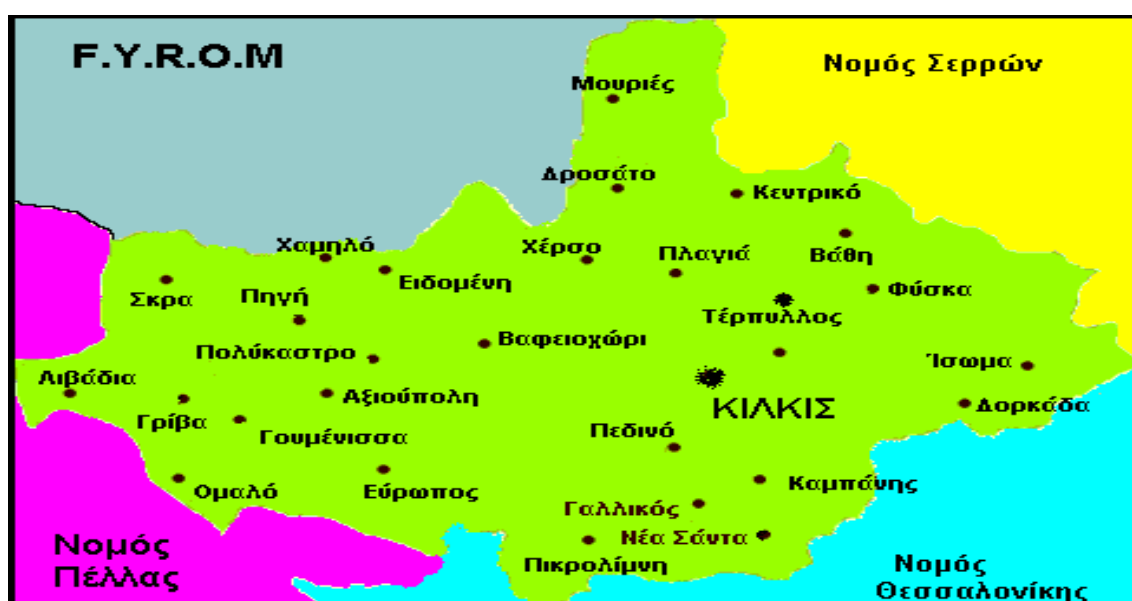 F.Y.R.O.M
Νομός Σερρών
Μουριές
Δροσάτο
Κεντρικό
Χαμηλό
Χέρσο
Πλαγιά
Βάθη
Σκρα
Πηγή
Ειδομένη
Φύσκα
Τέρπυλλος
Πολύκαστρο
Βαφειοχώρι
Ίσωμα
Λιβάδια
Γρίβα
Αξιούπολη
ΚΙΛΚΙΣ
Δορκάδα
Γουμένισσα
Πεδινό
Ομαλό
Εύρωπος
Καμπάνης
Γαλλικός
Νέα Σάντα
Πικρολίμνη
Νομός
Πέλλας
Νομός
Θεσσαλονίκης